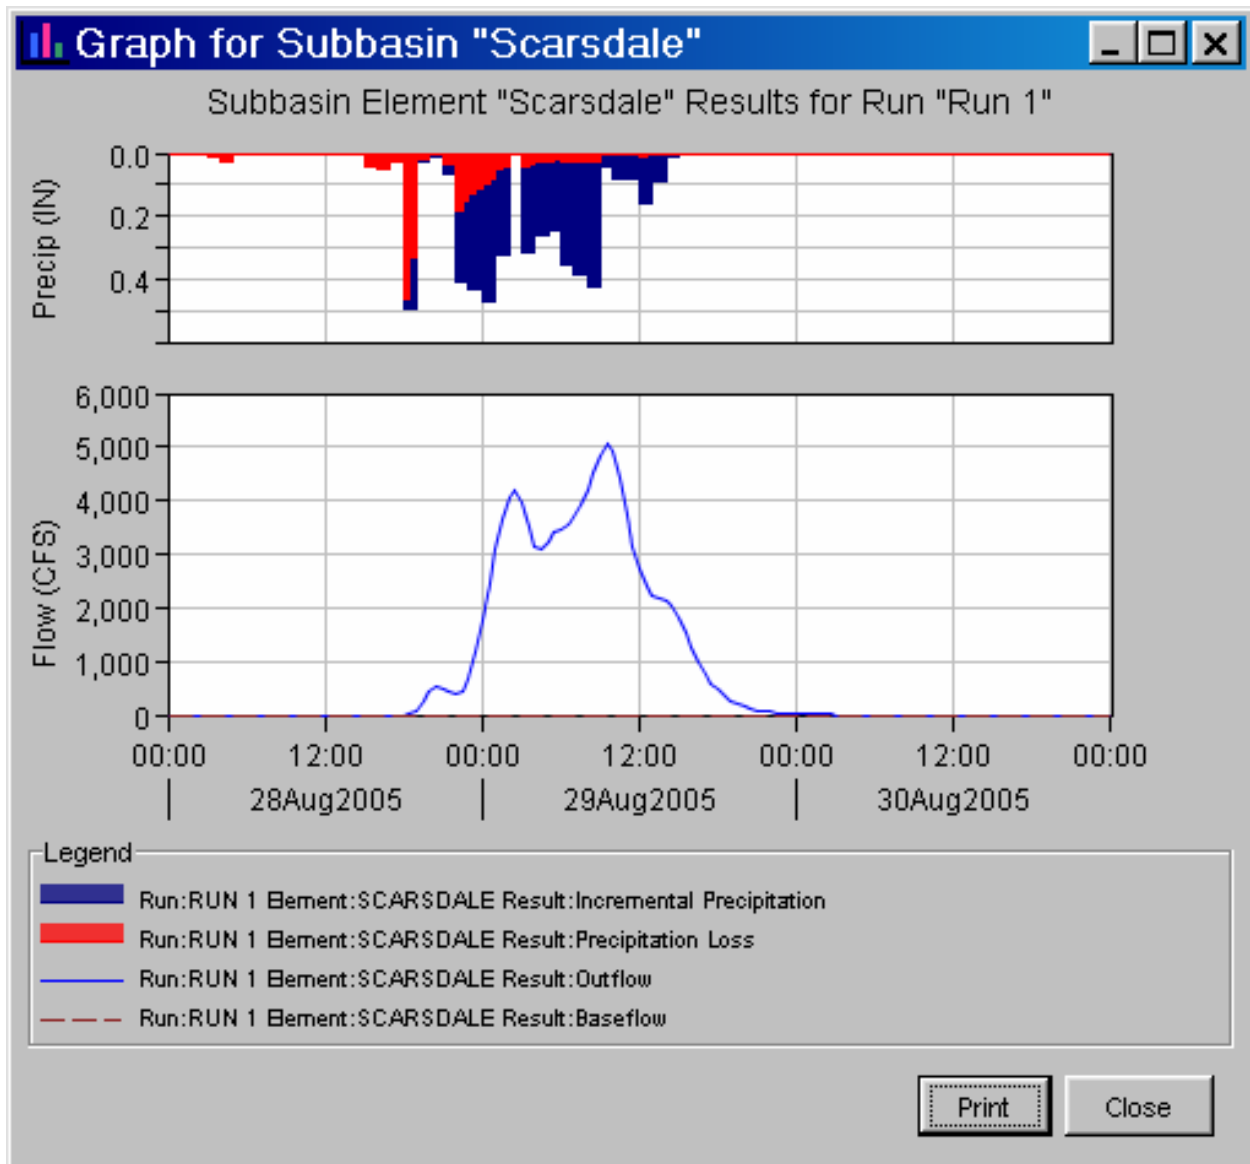 Graph for Subbasin "Scarsdale"
Subbasin Element "Scarsdale" Results for Run "Run 1"
Precip (IN)
0.0
0.2
0.4
Flow (CFS)
6,000
5,000
4,000
3,000
2,000
1,000
0
00:00 12:00 00:00 12:00 00:00 12:00 00:00
28Aug2005 29Aug2005 30Aug2005
Legend
Run:RUN 1 Element:SCARSDALE Result:Incremental Precipitation
Run:RUN 1 Element:SCARSDALE Result:Precipitation Loss
Run:RUN 1 Element:SCARSDALE Result:Outflow
Run:RUN 1 Element:SCARSDALE Result:Baseflow
Print Close